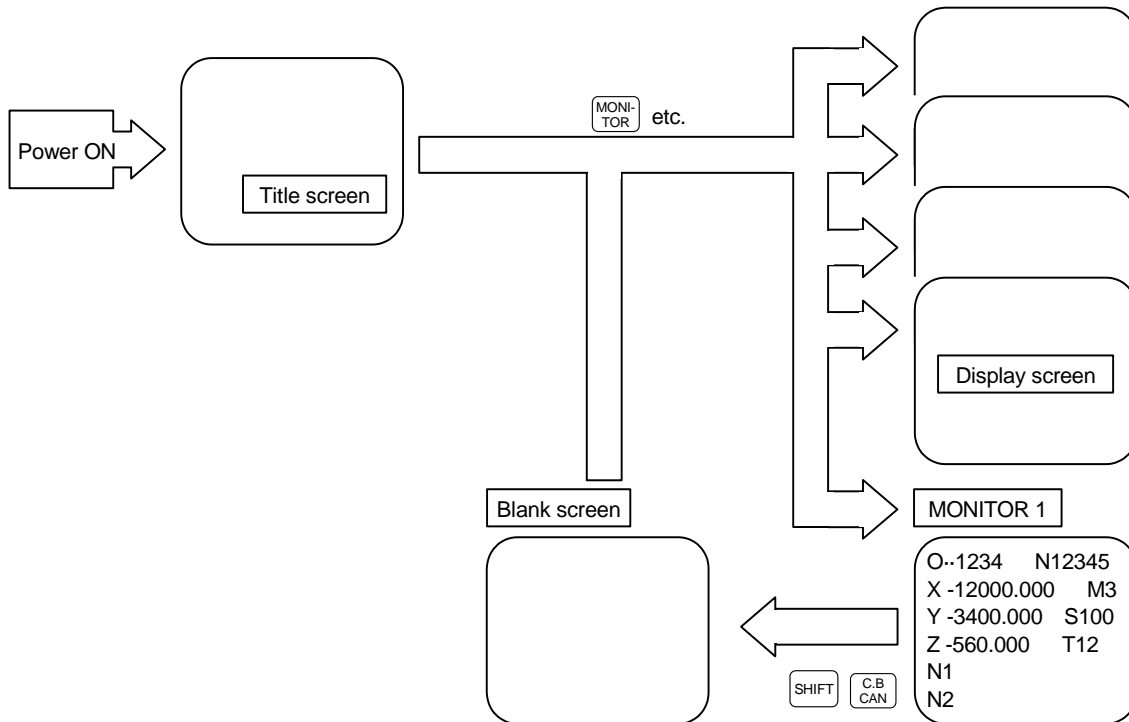 Power ON
Title screen
MONI-
TOR
etc.
Display screen
Blank screen
MONITOR 1
O··1234 N12345
X -12000.000 M3
Y -3400.000 S100
Z -560.000 T12
N1
N2
SHIFT
C.B
CAN